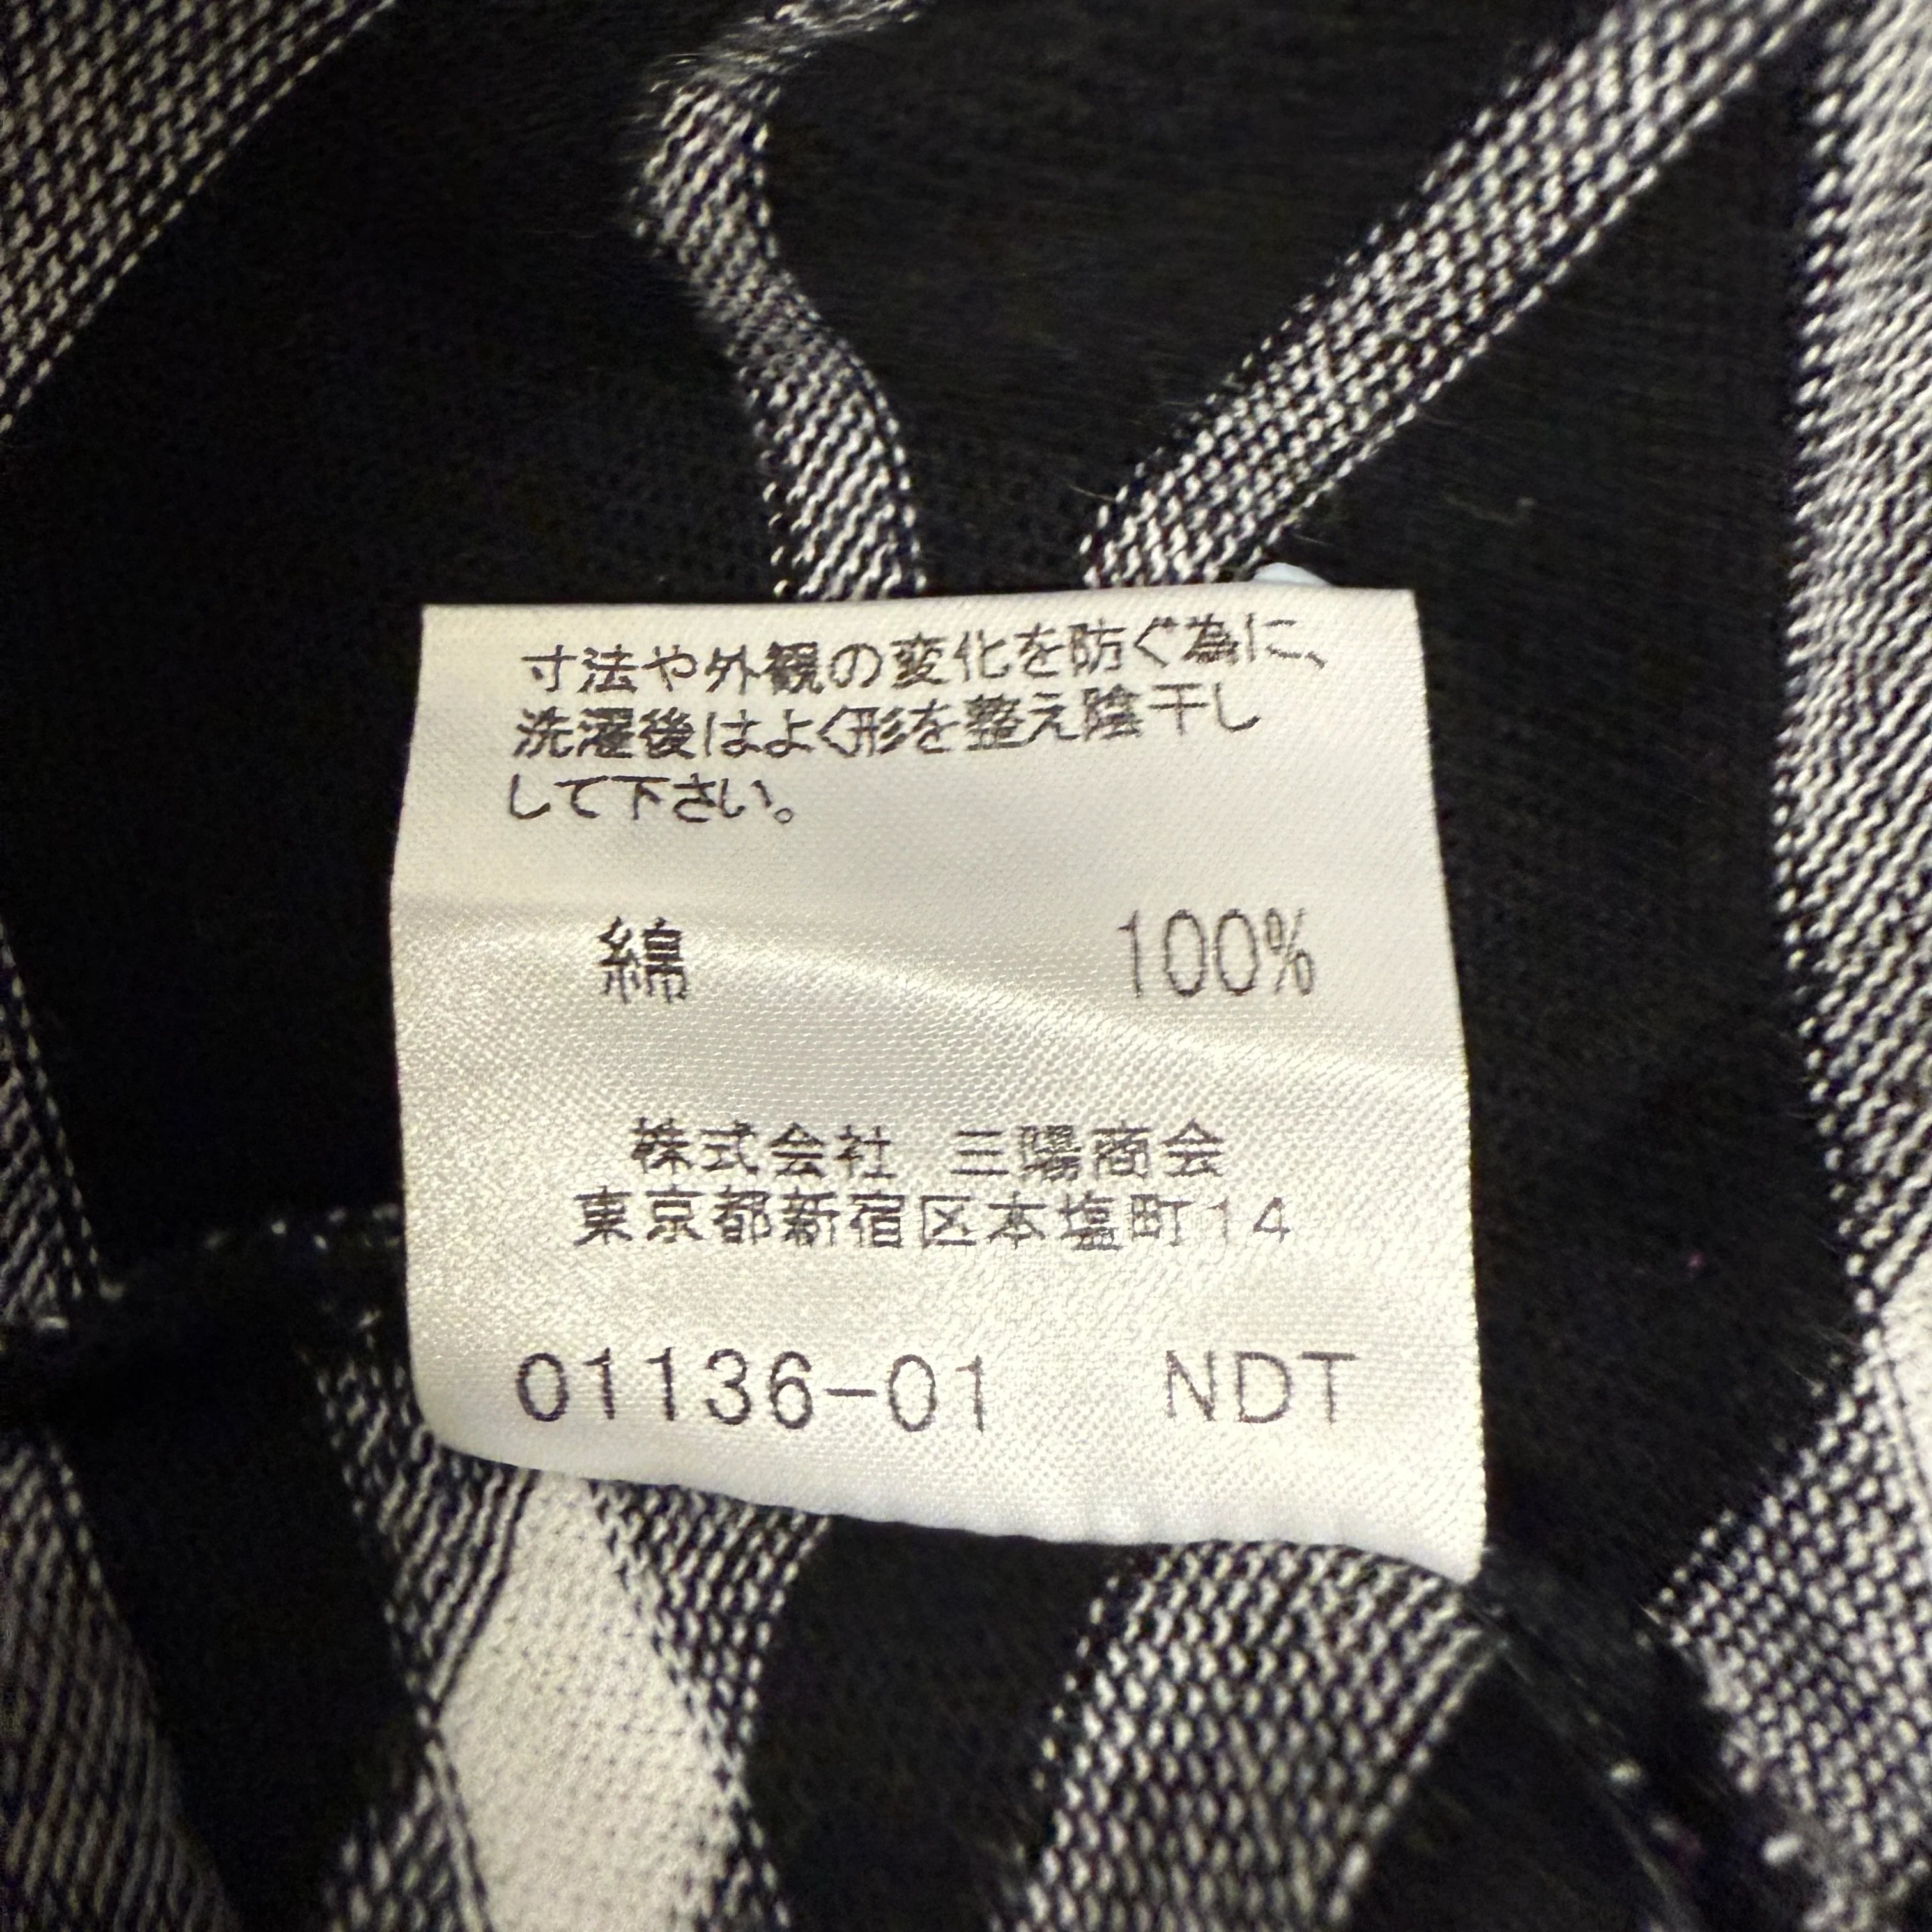 寸法や外観の変化を防ぐ為に、
洗濯後はよく形を整え陰干し
して下さい。
綿 100%
株式会社 三陽商会
東京都新宿区本塩町14
01136-01 NDT